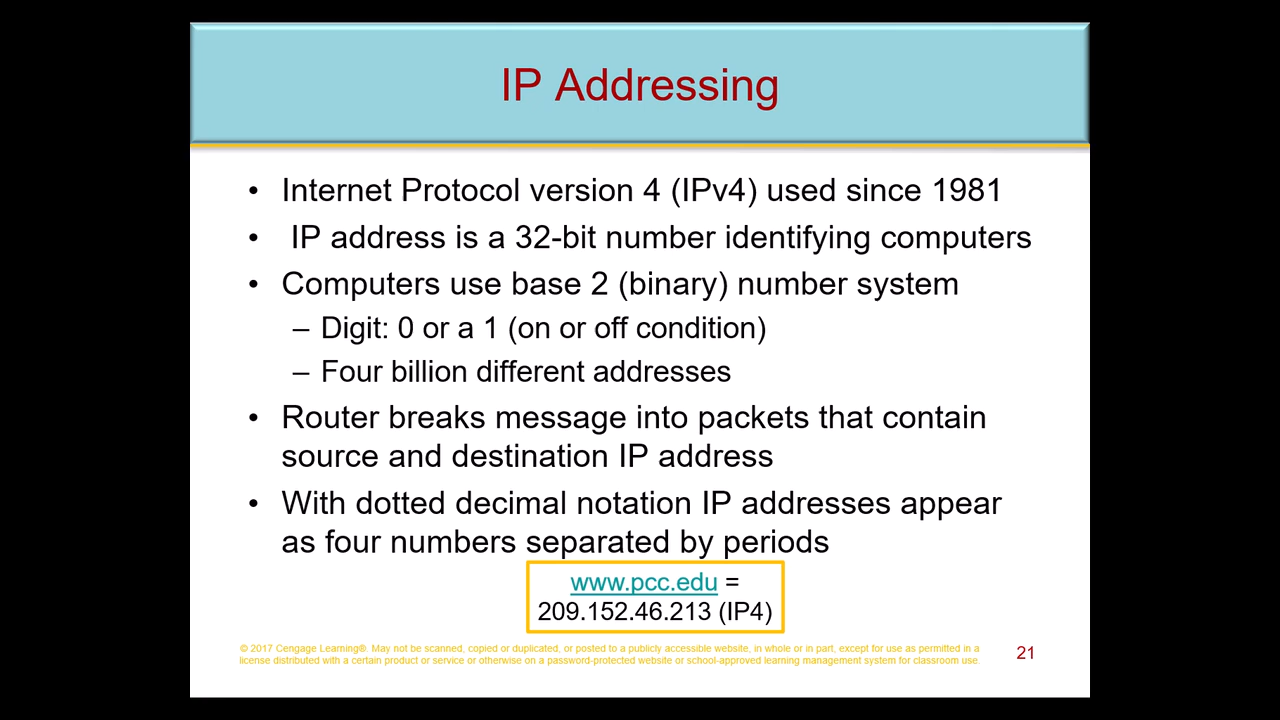 IP Addressing
• Internet Protocol version 4 (IPv4) used since 1981
• IP address is a 32-bit number identifying computers
• Computers use base 2 (binary) number system
– Digit: 0 or a 1 (on or off condition)
– Four billion different addresses
• Router breaks message into packets that contain
source and destination IP address
• With dotted decimal notation IP addresses appear
as four numbers separated by periods
www.pcc.edu =
209.152.46.213 (IP4)
© 2017 Cengage Learning®. May not be scanned, copied or duplicated, or posted to a publicly accessible website, in whole or in part, except for use as permitted in a
license distributed with a certain product or service or otherwise on a password-protected website or school-approved learning management system for classroom use.
21